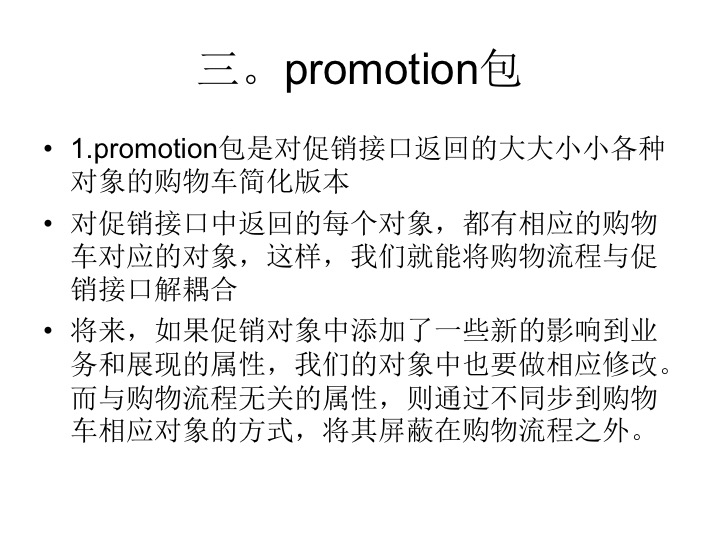 三。promotion包
• 1.promotion包是对促销接口返回的大大小小各种
对象的购物车简化版本
• 对促销接口中返回的每个对象，都有相应的购物
车对应的对象，这样，我们就能将购物流程与促
销接口解耦合
• 将来，如果促销对象中添加了一些新的影响到业
务和展现的属性，我们的对象中也要做相应修改。
而与购物流程无关的属性，则通过不同步到购物
车相应对象的方式，将其屏蔽在购物流程之外。